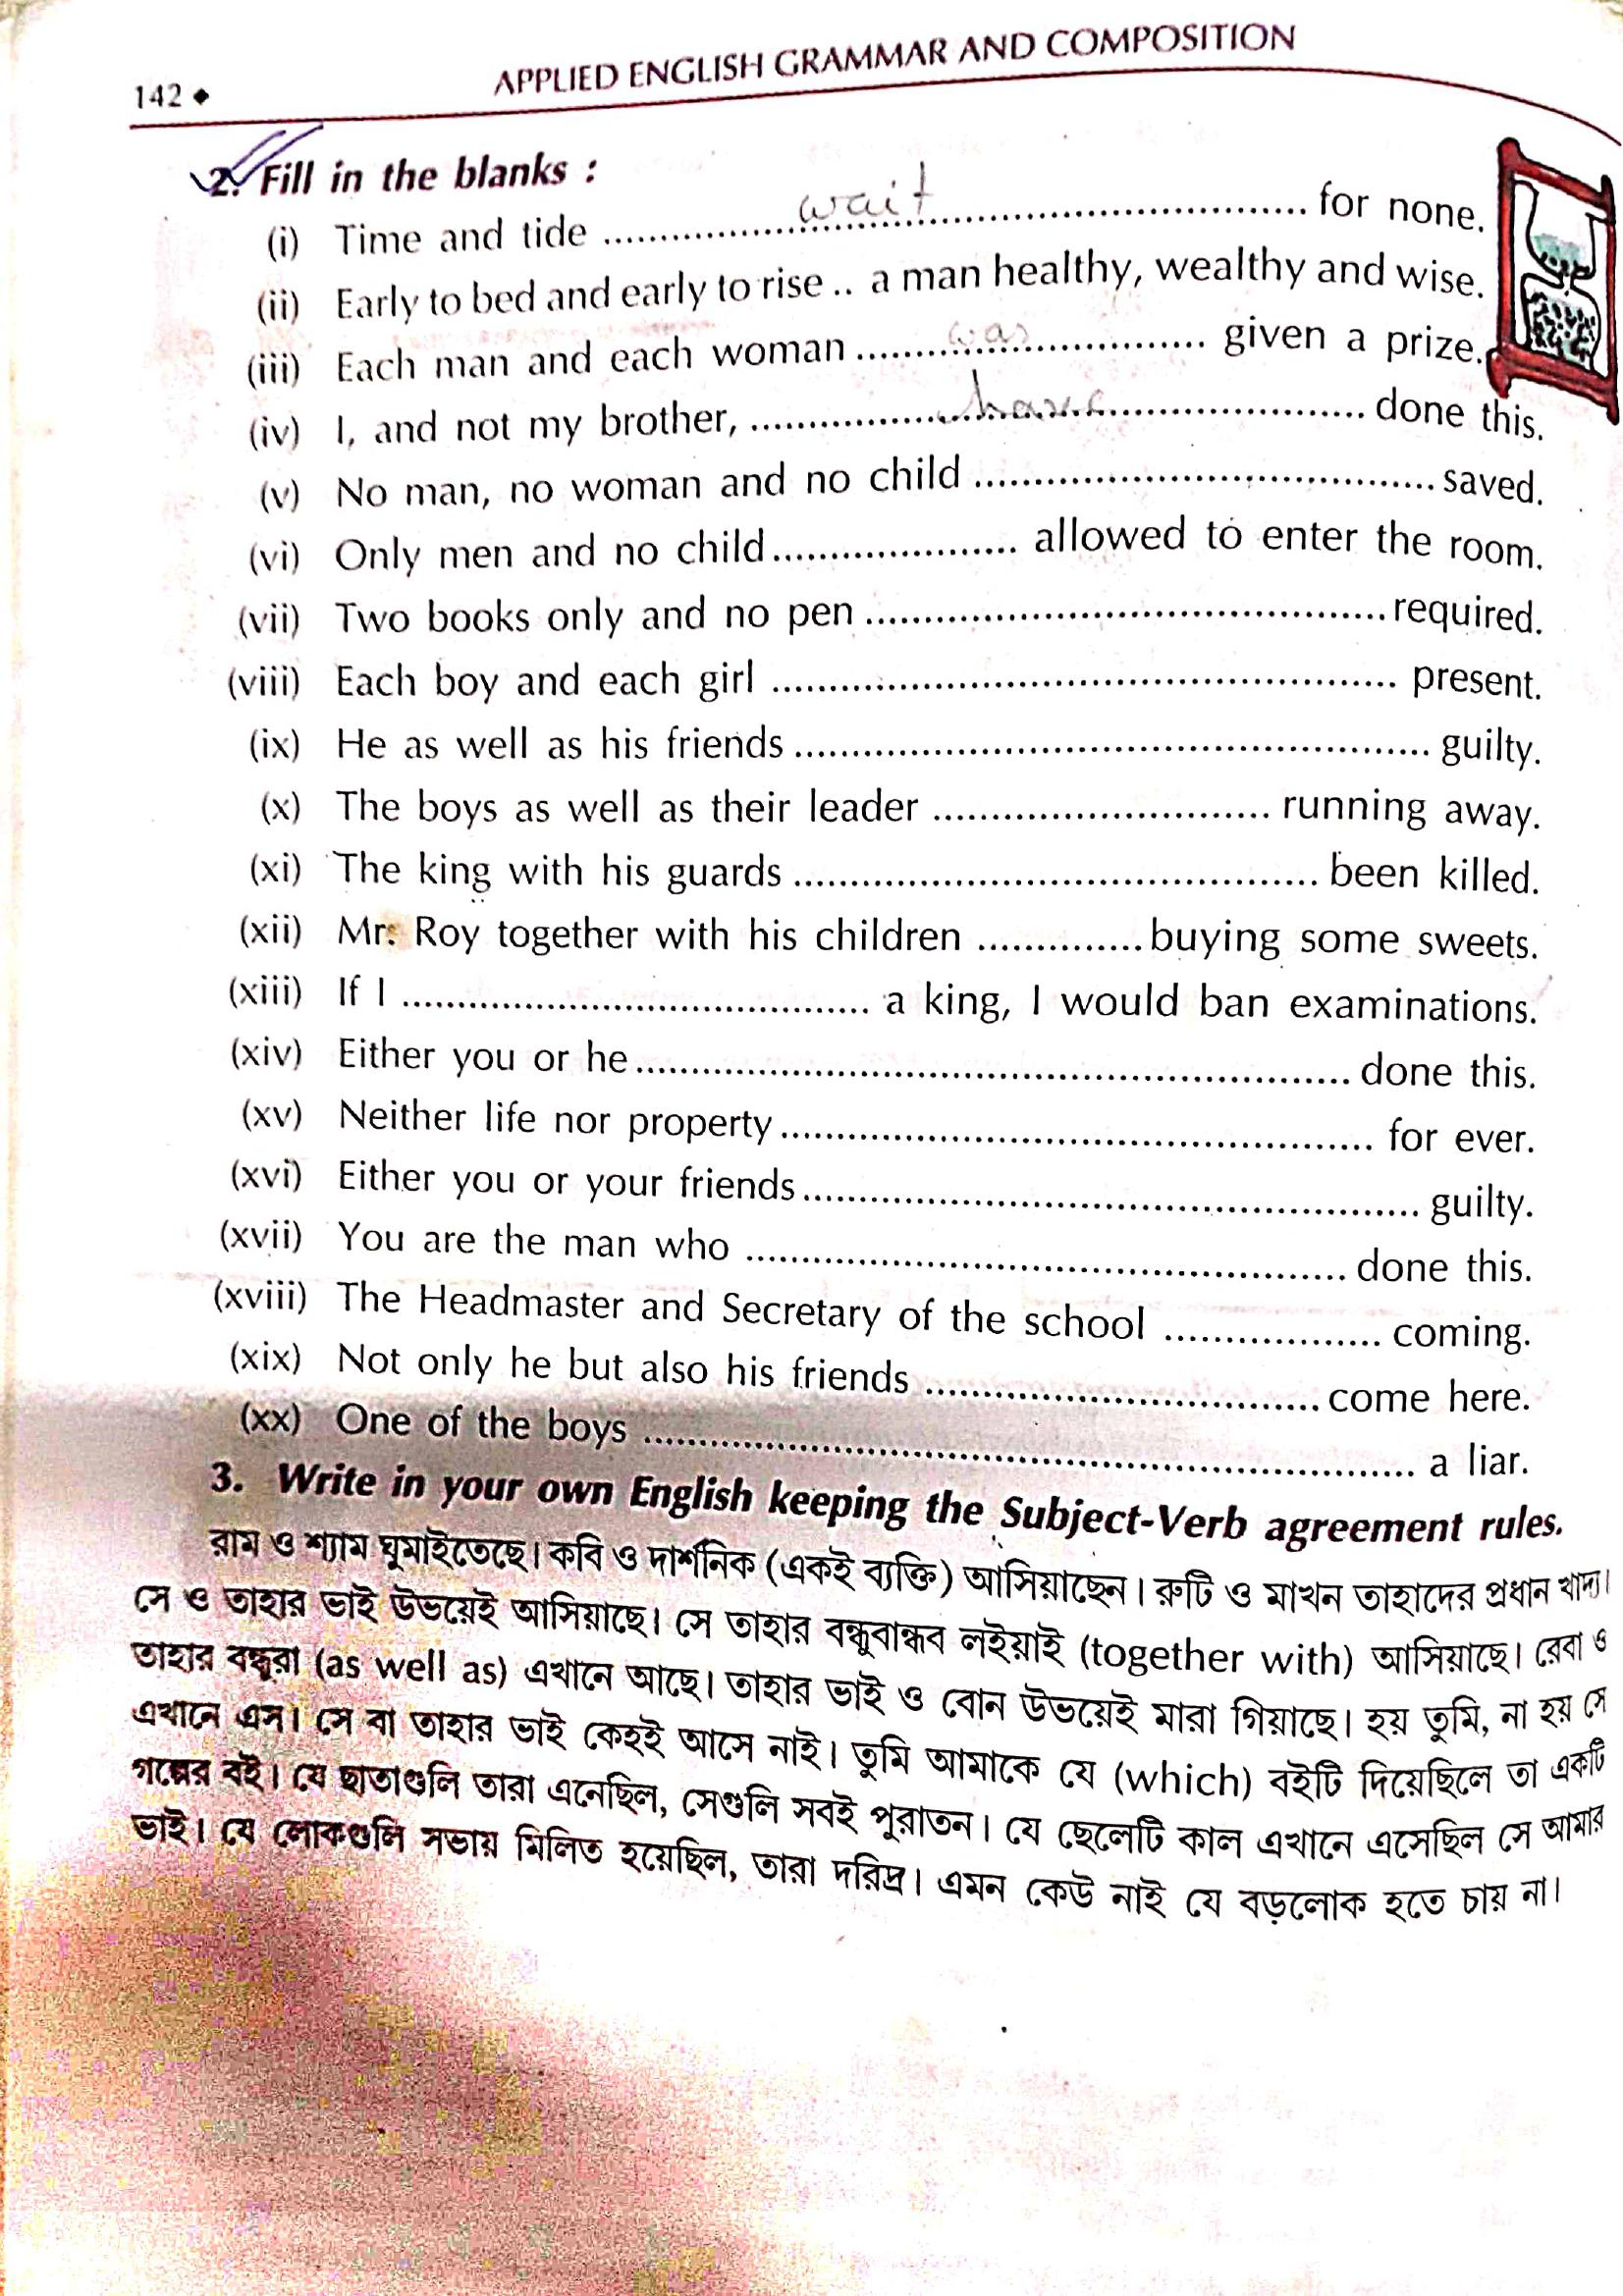 142 ◆ APPLIED ENGLISH GRAMMAR AND COMPOSITION
2. Fill in the blanks :
(i) Time and tide ........ wait ........ for none.
(ii) Early to bed and early to rise .. a man healthy, wealthy and wise.
(iii) Each man and each woman ........ was ........ given a prize.
(iv) I, and not my brother, ........ have ........ done this.
(v) No man, no woman and no child ........ saved.
(vi) Only men and no child ........ allowed to enter the room.
(vii) Two books only and no pen ........ required.
(viii) Each boy and each girl ........ present.
(ix) He as well as his friends ........ guilty.
(x) The boys as well as their leader ........ running away.
(xi) The king with his guards ........ been killed.
(xii) Mr. Roy together with his children ........ buying some sweets.
(xiii) If I ........ a king, I would ban examinations.
(xiv) Either you or he ........ done this.
(xv) Neither life nor property ........ for ever.
(xvi) Either you or your friends ........ guilty.
(xvii) You are the man who ........ done this.
(xviii) The Headmaster and Secretary of the school ........ coming.
(xix) Not only he but also his friends ........ come here.
(xx) One of the boys ........ a liar.
3. Write in your own English keeping the Subject-Verb agreement rules.
রাম ও শ্যাম ঘুমাইতেছে। কবি ও দার্শনিক (একই ব্যক্তি) আসিয়াছেন। রুটি ও মাখন তাহাদের প্রধান খাদ্য।
সে ও তাহার ভাই উভয়েই আসিয়াছে। সে তাহার বন্ধুবান্ধব লইয়াই (together with) আসিয়াছে। রেবা ও
তাহার বন্ধুরা (as well as) এখানে আছে। তাহার ভাই ও বোন উভয়েই মারা গিয়াছে। হয় তুমি, না হয় সে
এখানে এস। সে বা তাহার ভাই কেহই আসে নাই। তুমি আমাকে যে (which) বইটি দিয়েছিলে তা একটি
গল্পের বই। যে ছাতাগুলি তারা এনেছিল, সেগুলি সবই পুরাতন। যে ছেলেটি কাল এখানে এসেছিল সে আমার
ভাই। যে লোকগুলি সভায় মিলিত হয়েছিল, তারা দরিদ্র। এমন কেউ নাই যে বড়লোক হতে চায় না।